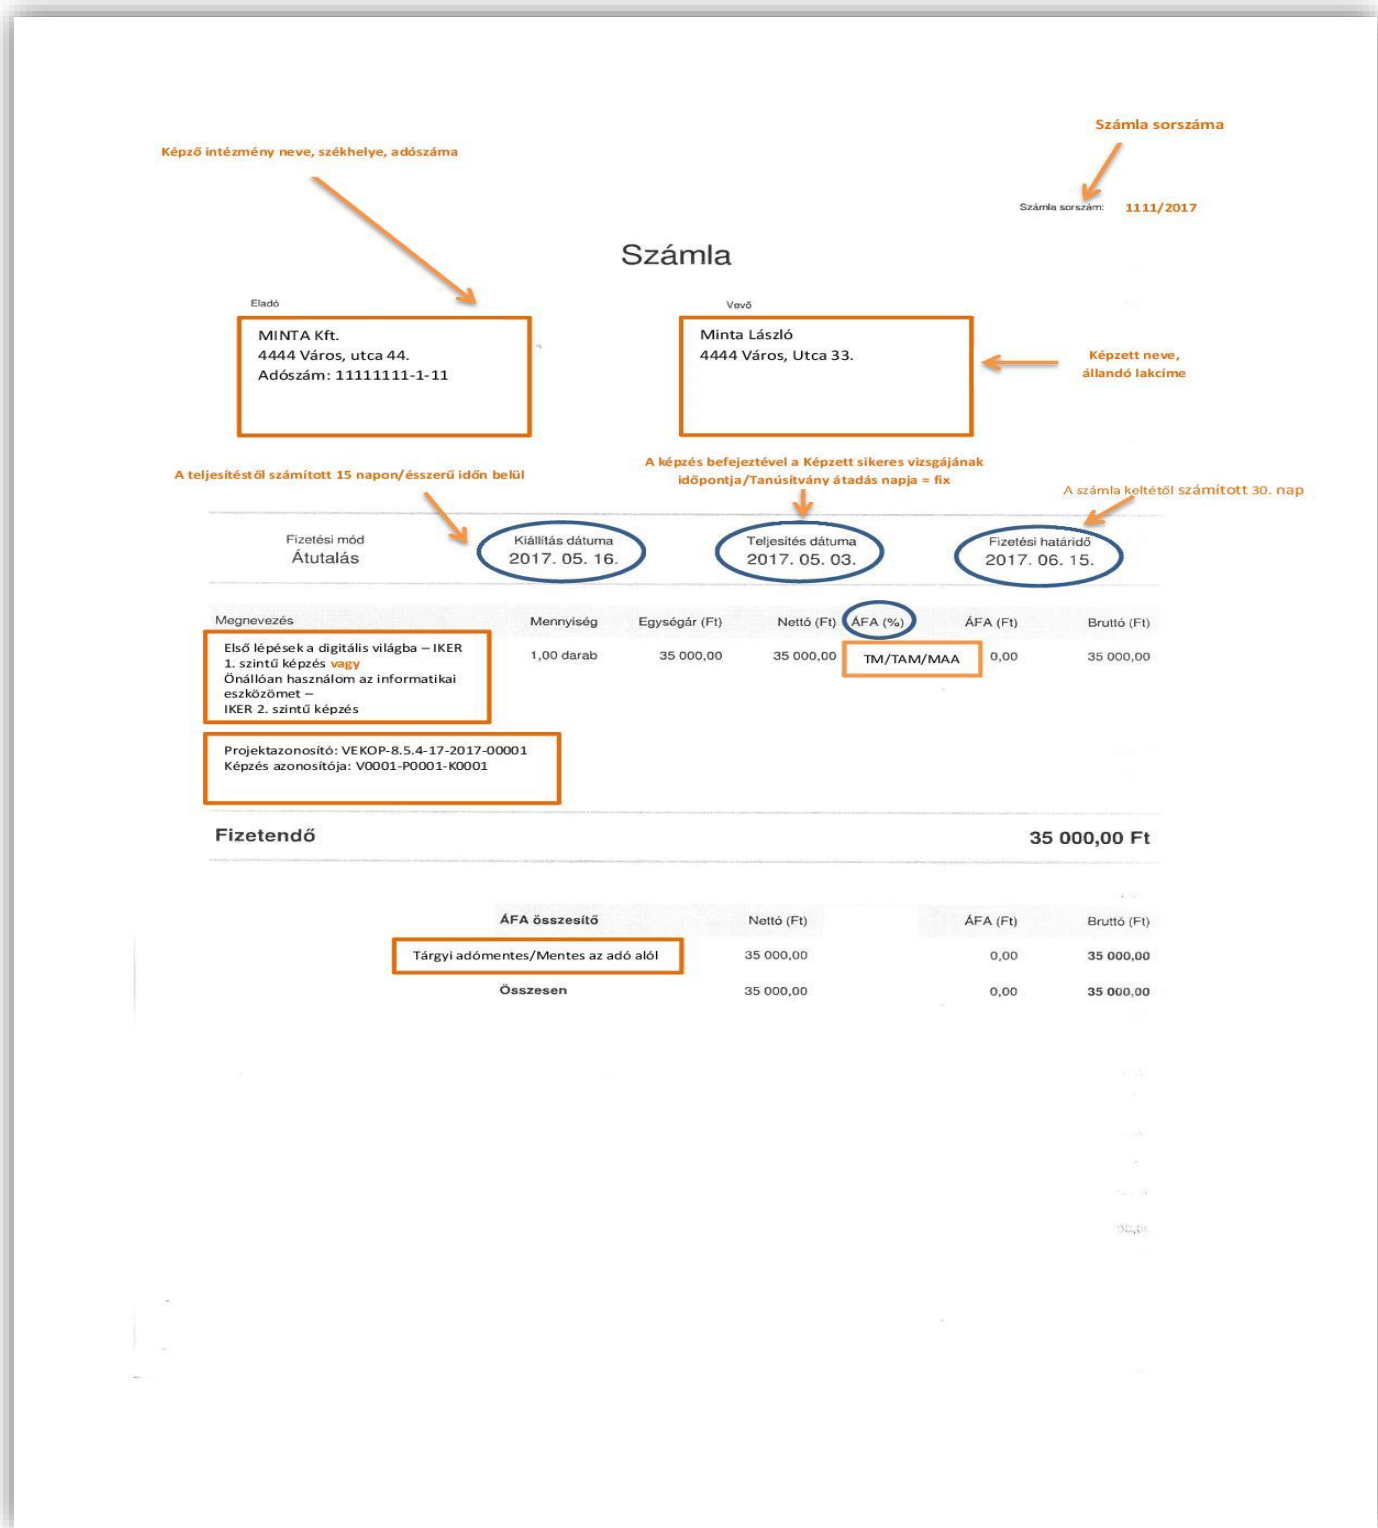 Számla sorszáma
Képző intézmény neve, székhelye, adószáma
Számla sorszám: 1111/2017
Számla
Eladó
Vevő
MINTA Kft.
4444 Város, utca 44.
Adószám: 11111111-1-11
Minta László
4444 Város, Utca 33.
Képzett neve,
állandó lakcíme
A teljesítéstől számított 15 napon/ésszerű időn belül
A képzés befejeztével a Képzett sikeres vizsgájának
időpontja/Tanúsítvány átadás napja = fix
A számla keltétől számított 30. nap
Fizetési mód
Átutalás
Kiállítás dátuma
2017. 05. 16.
Teljesítés dátuma
2017. 05. 03.
Fizetési határidő
2017. 06. 15.
Megnevezés Mennyiség Egységár (Ft) Nettó (Ft) ÁFA (%) ÁFA (Ft) Bruttó (Ft)
Első lépések a digitális világba – IKER
1. szintű képzés vagy
Önállóan használom az informatikai
eszközömet –
IKER 2. szintű képzés
1,00 darab 35 000,00 35 000,00 TM/TAM/MAA 0,00 35 000,00
Projektazonosító: VEKOP-8.5.4-17-2017-00001
Képzés azonosítója: V0001-P0001-K0001
Fizetendő 35 000,00 Ft
ÁFA összesítő Nettó (Ft) ÁFA (Ft) Bruttó (Ft)
Tárgyi adómentes/Mentes az adó alól 35 000,00 0,00 35 000,00
Összesen 35 000,00 0,00 35 000,00